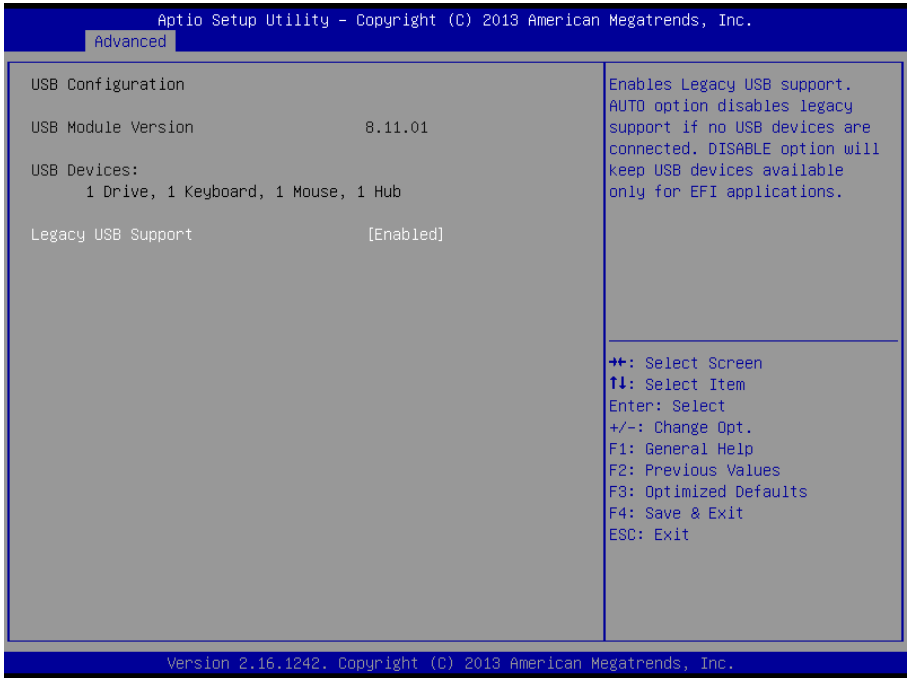 Aptio Setup Utility – Copyright (C) 2013 American Megatrends, Inc.
Advanced
USB Configuration
USB Module Version 8.11.01
USB Devices:
1 Drive, 1 Keyboard, 1 Mouse, 1 Hub
Legacy USB Support [Enabled]
Enables Legacy USB support.
AUTO option disables legacy
support if no USB devices are
connected. DISABLE option will
keep USB devices available
only for EFI applications.
→←: Select Screen
↑↓: Select Item
Enter: Select
+/-: Change Opt.
F1: General Help
F2: Previous Values
F3: Optimized Defaults
F4: Save & Exit
ESC: Exit
Version 2.16.1242. Copyright (C) 2013 American Megatrends, Inc.